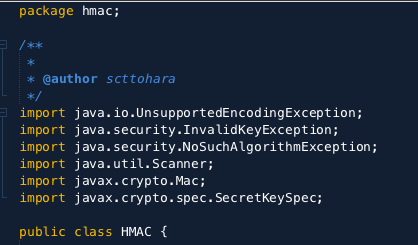 package hmac;
/**
*
* @author scttohara
*/
import java.io.UnsupportedEncodingException;
import java.security.InvalidKeyException;
import java.security.NoSuchAlgorithmException;
import java.util.Scanner;
import javax.crypto.Mac;
import javax.crypto.spec.SecretKeySpec;
public class HMAC {